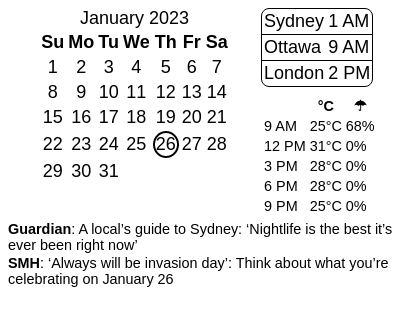 January 2023
Su Mo Tu We Th Fr Sa
1 2 3 4 5 6 7
8 9 10 11 12 13 14
15 16 17 18 19 20 21
22 23 24 25 26 27 28
29 30 31
Sydney 1 AM
Ottawa 9 AM
London 2 PM
°C ☂
9 AM 25°C 68%
12 PM 31°C 0%
3 PM 28°C 0%
6 PM 28°C 0%
9 PM 25°C 0%
Guardian: A local’s guide to Sydney: ‘Nightlife is the best it’s
ever been right now’
SMH: ‘Always will be invasion day’: Think about what you’re
celebrating on January 26